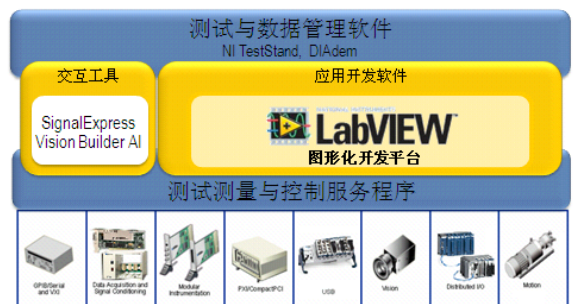 测试与数据管理软件
NI TestStand, DIAdem
交互工具
应用开发软件
SignalExpress
Vision Builder AI
NATIONAL INSTRUMENTS
LabVIEW™
图形化开发平台
测试测量与控制服务程序
GPIB/Serial
and VXI
Data Acquisition and
Signal Conditioning
Modular
Instrumentation
PXI/CompactPCI
USB
Vision
Distributed I/O
Motion